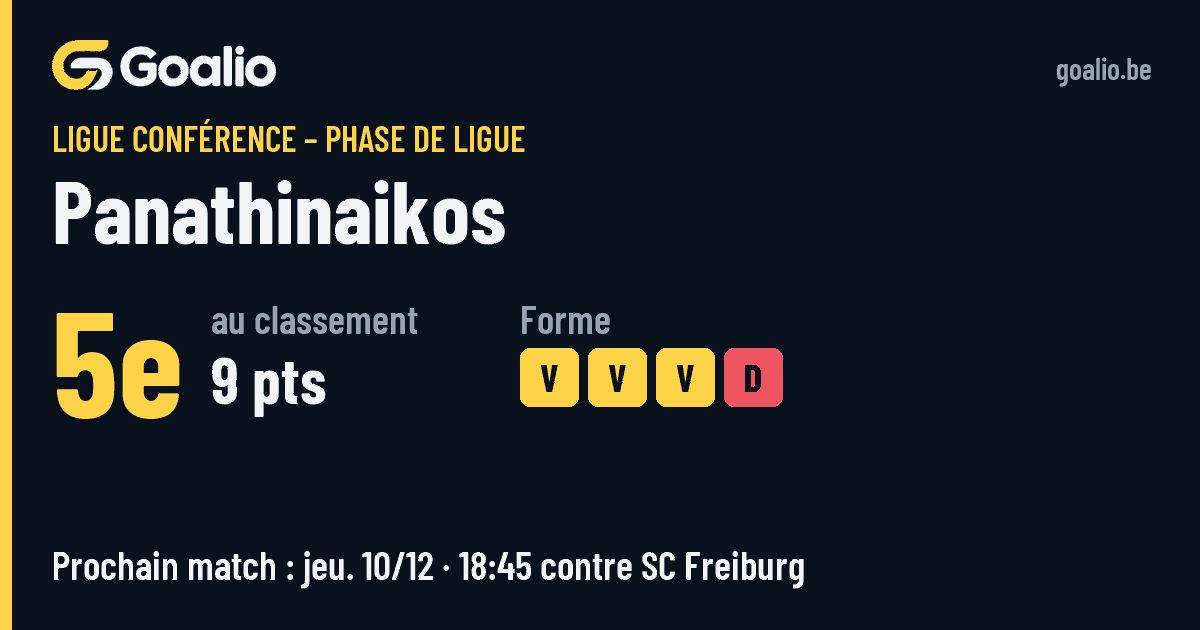 Goalio
goalio.be
LIGUE CONFÉRENCE – PHASE DE LIGUE
Panathinaikos
5e
au classement
9 pts
Forme
V V V D
Prochain match : jeu. 10/12 · 18:45 contre SC Freiburg